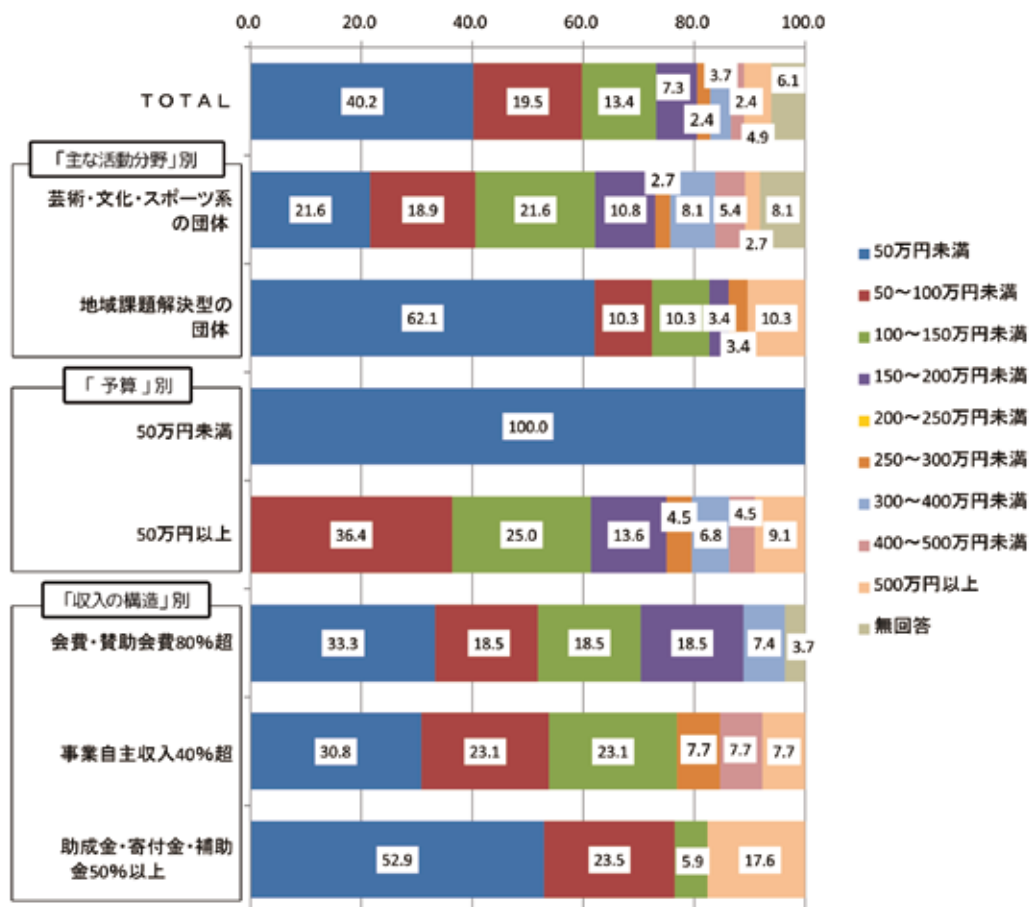 0.0 20.0 40.0 60.0 80.0 100.0
TOTAL
40.2 19.5 13.4 7.3 2.4 3.7 2.4 4.9 6.1
「主な活動分野」別
芸術・文化・スポーツ系
の団体
21.6 18.9 21.6 10.8 2.7 8.1 5.4 2.7 8.1
地域課題解決型の
団体
62.1 10.3 10.3 3.4 3.4 10.3
「 予算 」別
50万円未満
100.0
50万円以上
36.4 25.0 13.6 4.5 6.8 4.5 9.1
「収入の構造」別
会費・賛助会費80%超
33.3 18.5 18.5 18.5 7.4 3.7
事業自主収入40%超
30.8 23.1 23.1 7.7 7.7 7.7
助成金・寄付金・補助
金50%以上
52.9 23.5 5.9 17.6
50万円未満
50～100万円未満
100～150万円未満
150～200万円未満
200～250万円未満
250～300万円未満
300～400万円未満
400～500万円未満
500万円以上
無回答